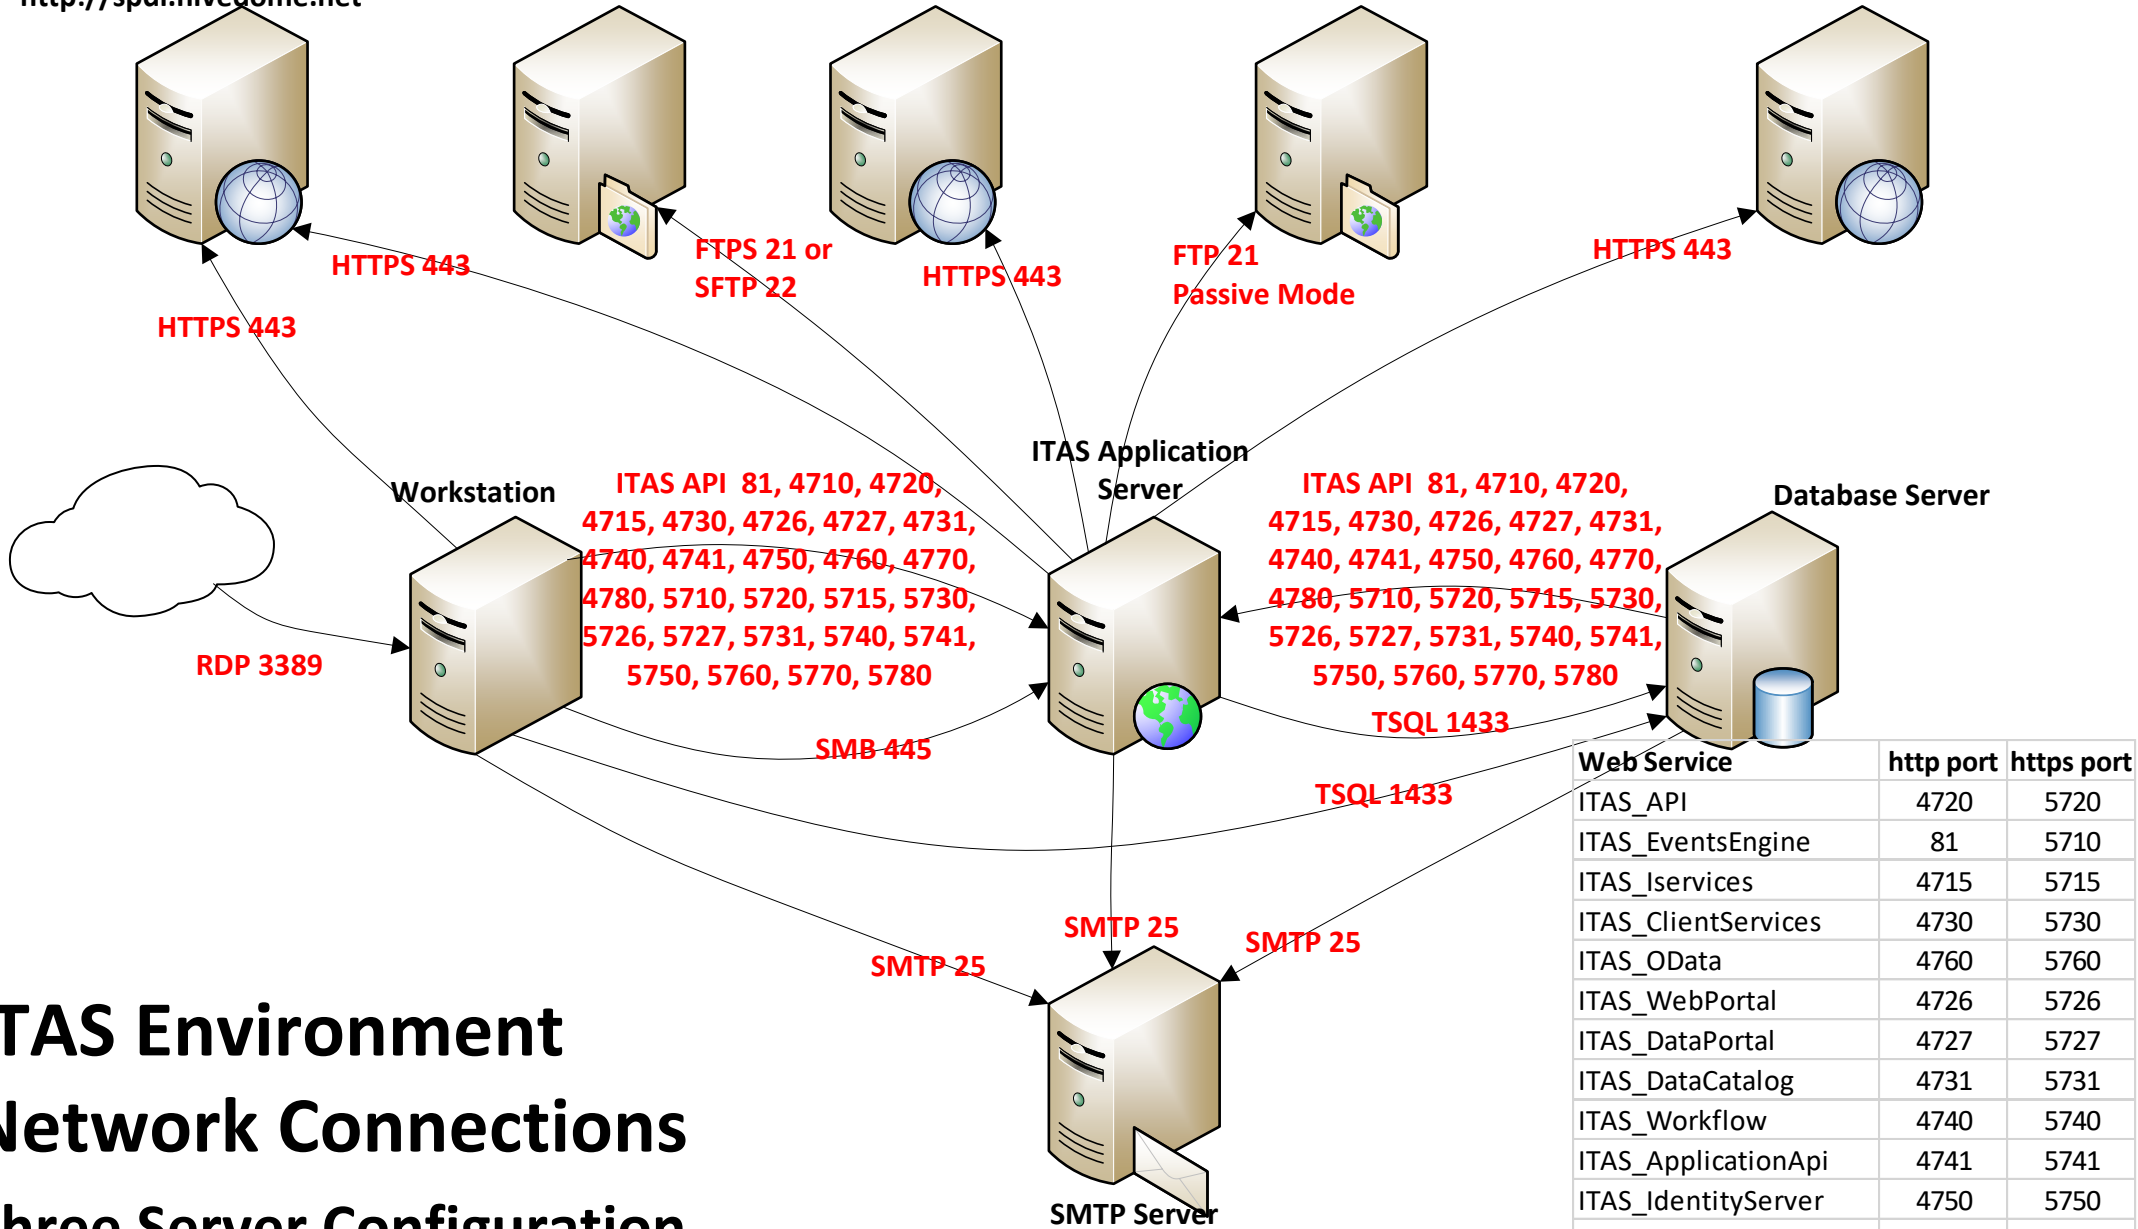 HTTPS 443
FTPS 21 or
SFTP 22
HTTPS 443
FTP 21
Passive Mode
HTTPS 443
HTTPS 443
ITAS Application
Server
Workstation
Database Server
ITAS API 81, 4710, 4720,
4715, 4730, 4726, 4727, 4731,
4740, 4741, 4750, 4760, 4770,
4780, 5710, 5720, 5715, 5730,
5726, 5727, 5731, 5740, 5741,
5750, 5760, 5770, 5780
ITAS API 81, 4710, 4720,
4715, 4730, 4726, 4727, 4731,
4740, 4741, 4750, 4760, 4770,
4780, 5710, 5720, 5715, 5730,
5726, 5727, 5731, 5740, 5741,
5750, 5760, 5770, 5780
RDP 3389
SMB 445
TSQL 1433
TSQL 1433
SMTP 25
SMTP 25
SMTP 25
Web Service http port https port
ITAS_API 4720 5720
ITAS_EventsEngine 81 5710
ITAS_Iservices 4715 5715
ITAS_ClientServices 4730 5730
ITAS_OData 4760 5760
ITAS_WebPortal 4726 5726
ITAS_DataPortal 4727 5727
ITAS_DataCatalog 4731 5731
ITAS_Workflow 4740 5740
ITAS_ApplicationApi 4741 5741
ITAS_IdentityServer 4750 5750
TAS Environment
Network Connections
hree Server Configuration
SMTP Server